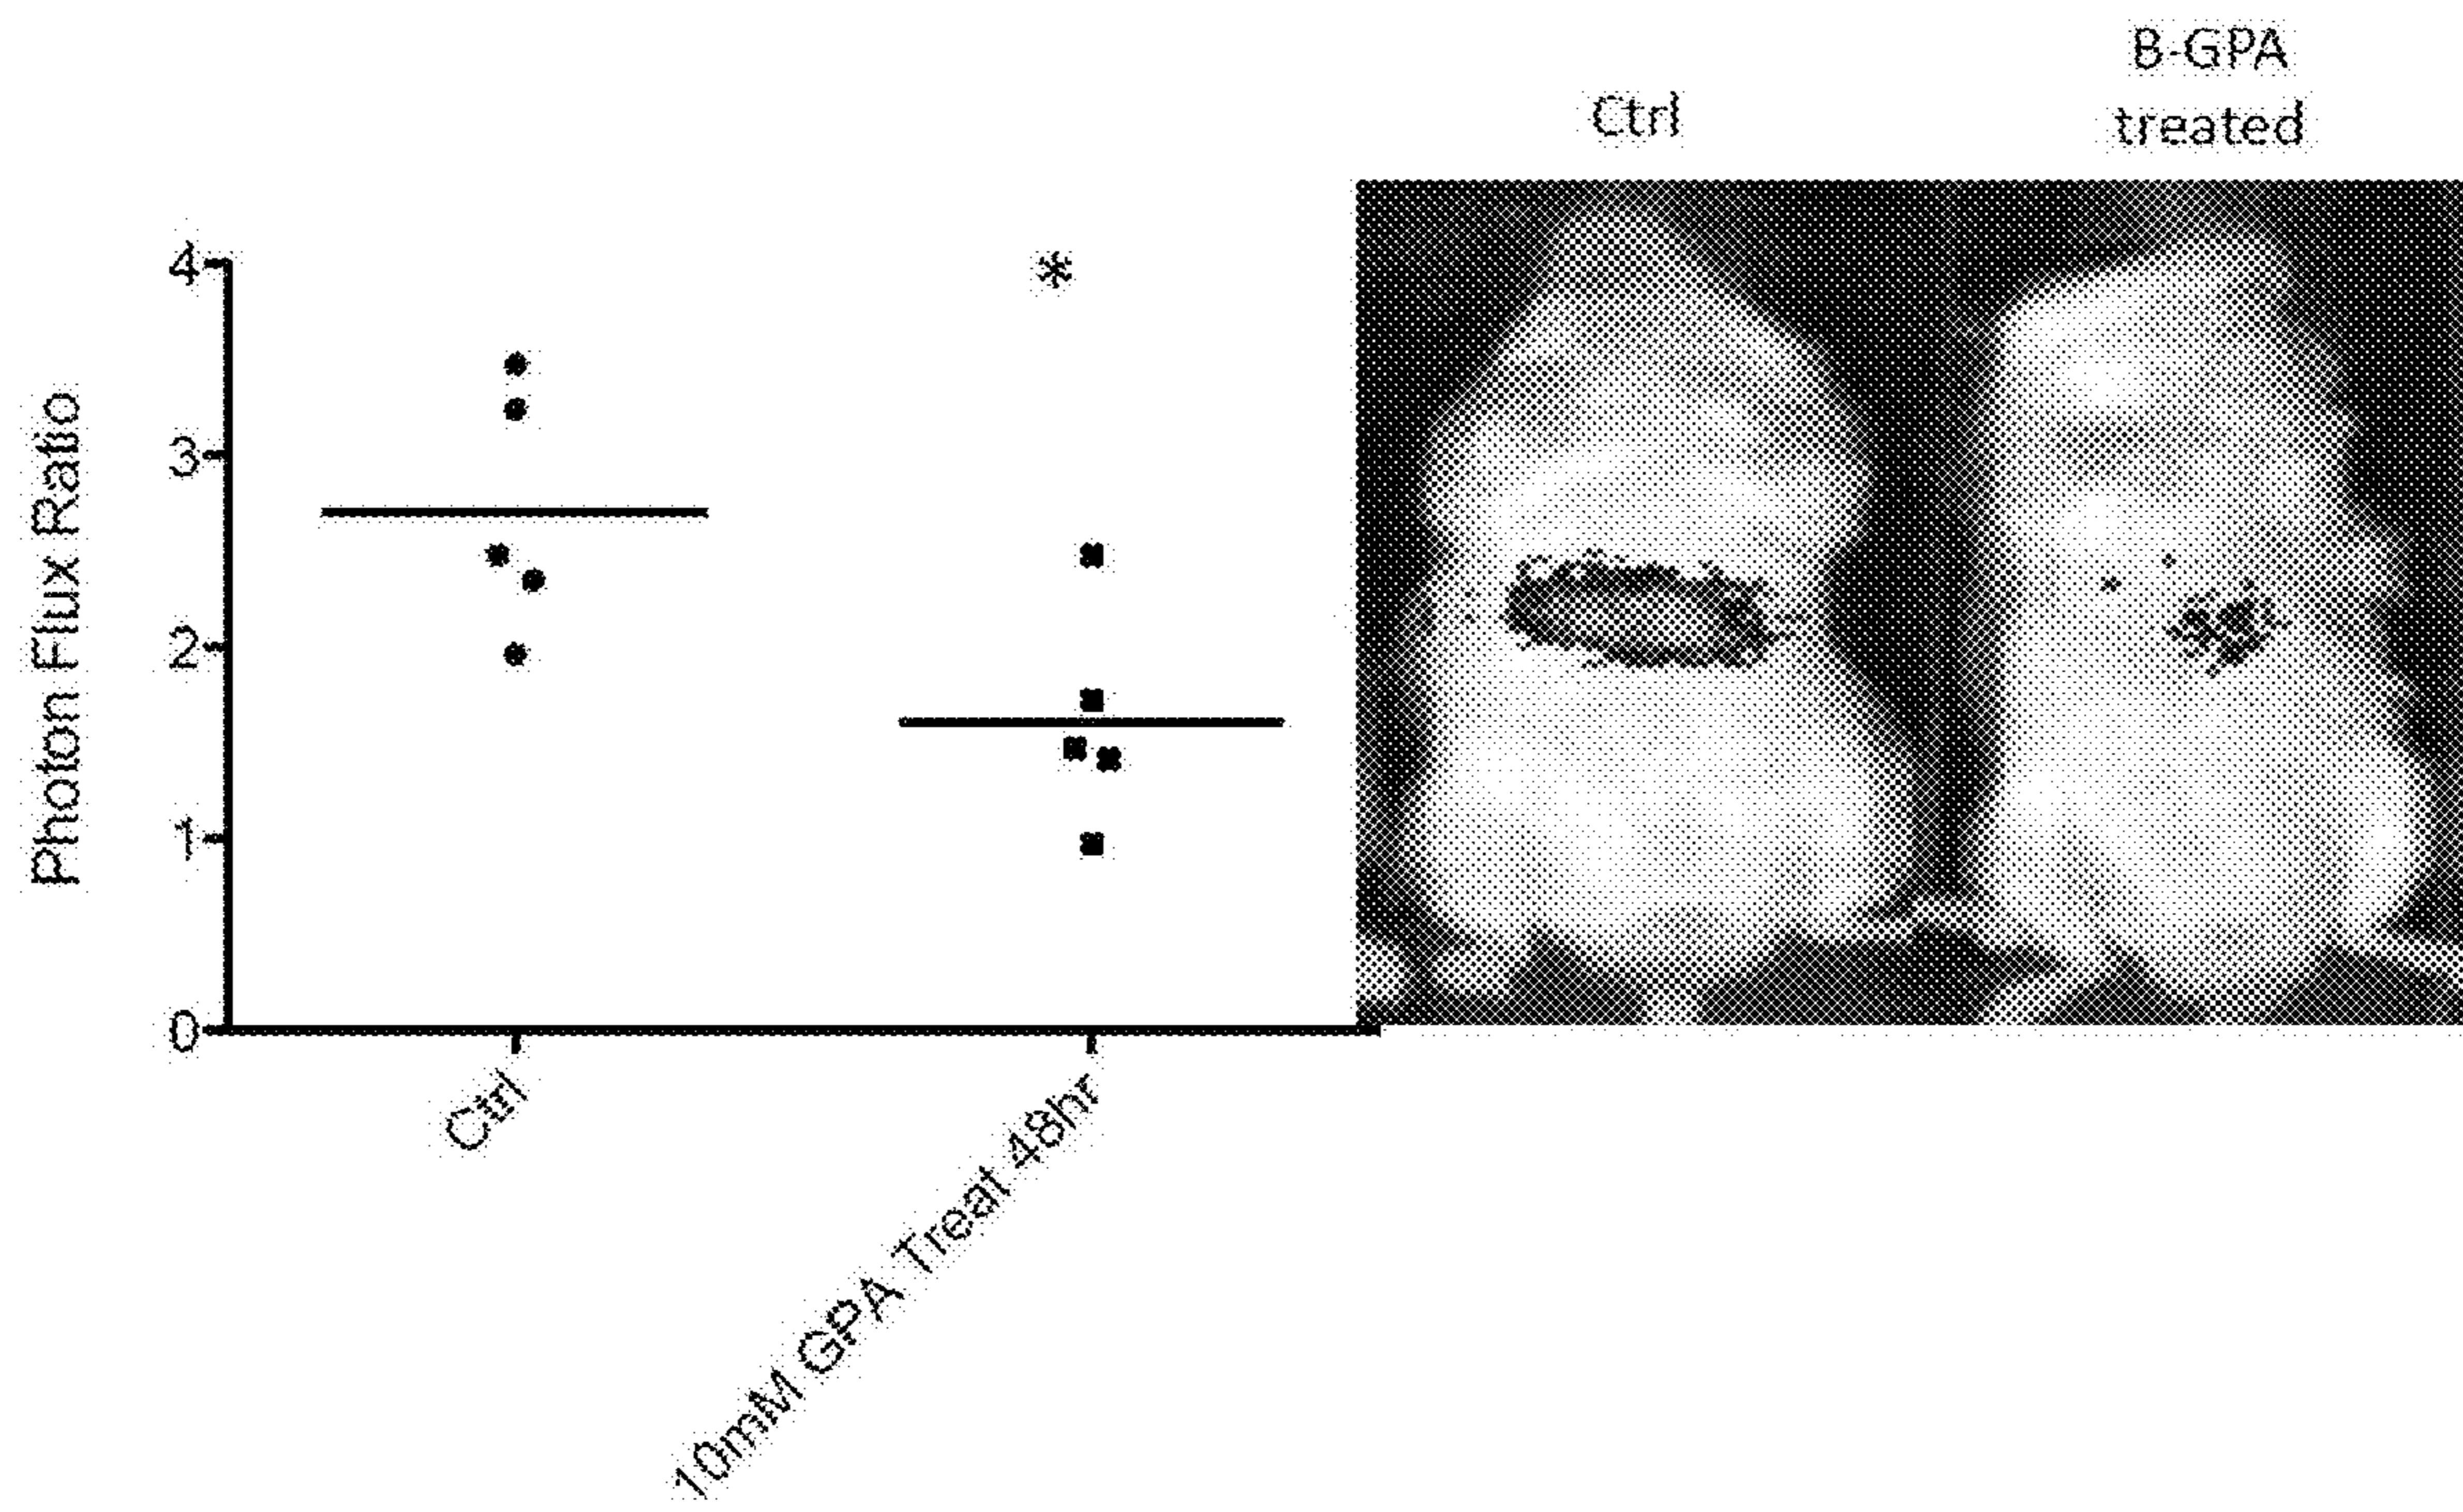 Photon Flux Ratio
4
3
2
1
0
*
Ctrl
10mM GPA Treat 48hr
Ctrl
B-GPA
treated